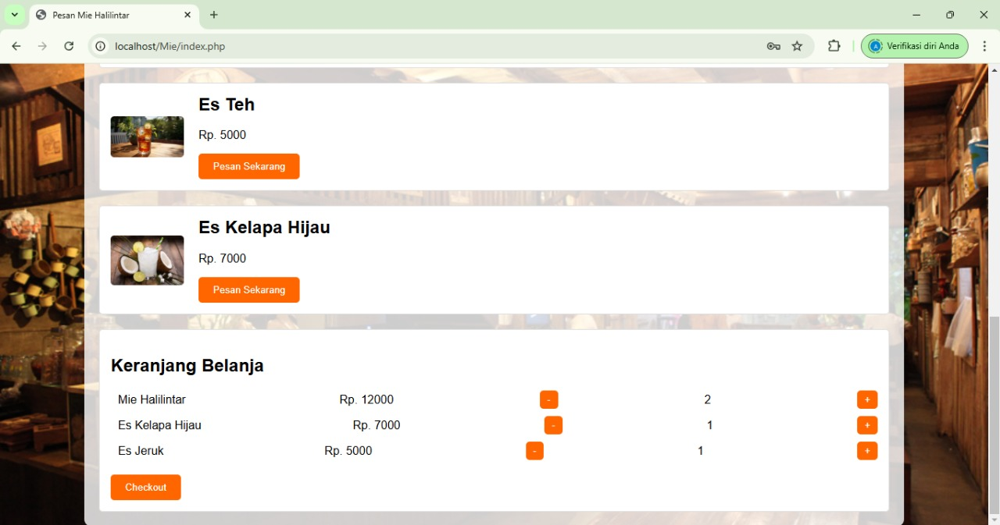 Pesan Mie Halilintar
localhost/Mie/index.php
Verifikasi diri Anda
Es Teh
Rp. 5000
Pesan Sekarang
Es Kelapa Hijau
Rp. 7000
Pesan Sekarang
Keranjang Belanja
Mie Halilintar Rp. 12000 - 2 +
Es Kelapa Hijau Rp. 7000 - 1 +
Es Jeruk Rp. 5000 - 1 +
Checkout